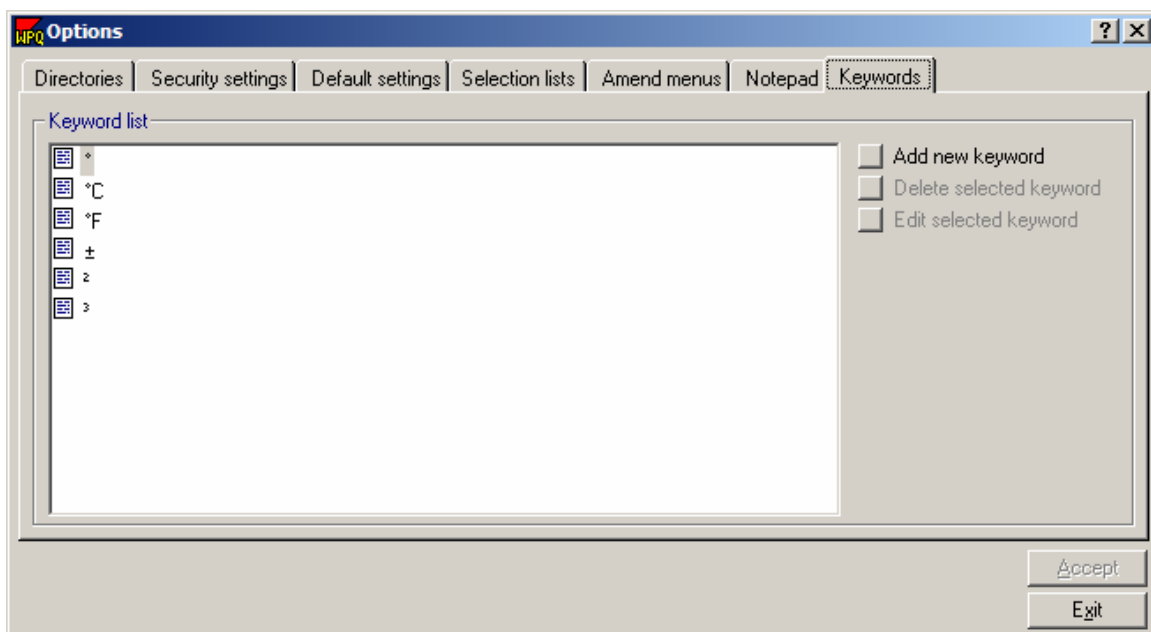 WPQ Options
Directories Security settings Default settings Selection lists Amend menus Notepad Keywords
Keyword list
° Add new keyword
°C Delete selected keyword
°F Edit selected keyword
±
²
³
Accept
Exit